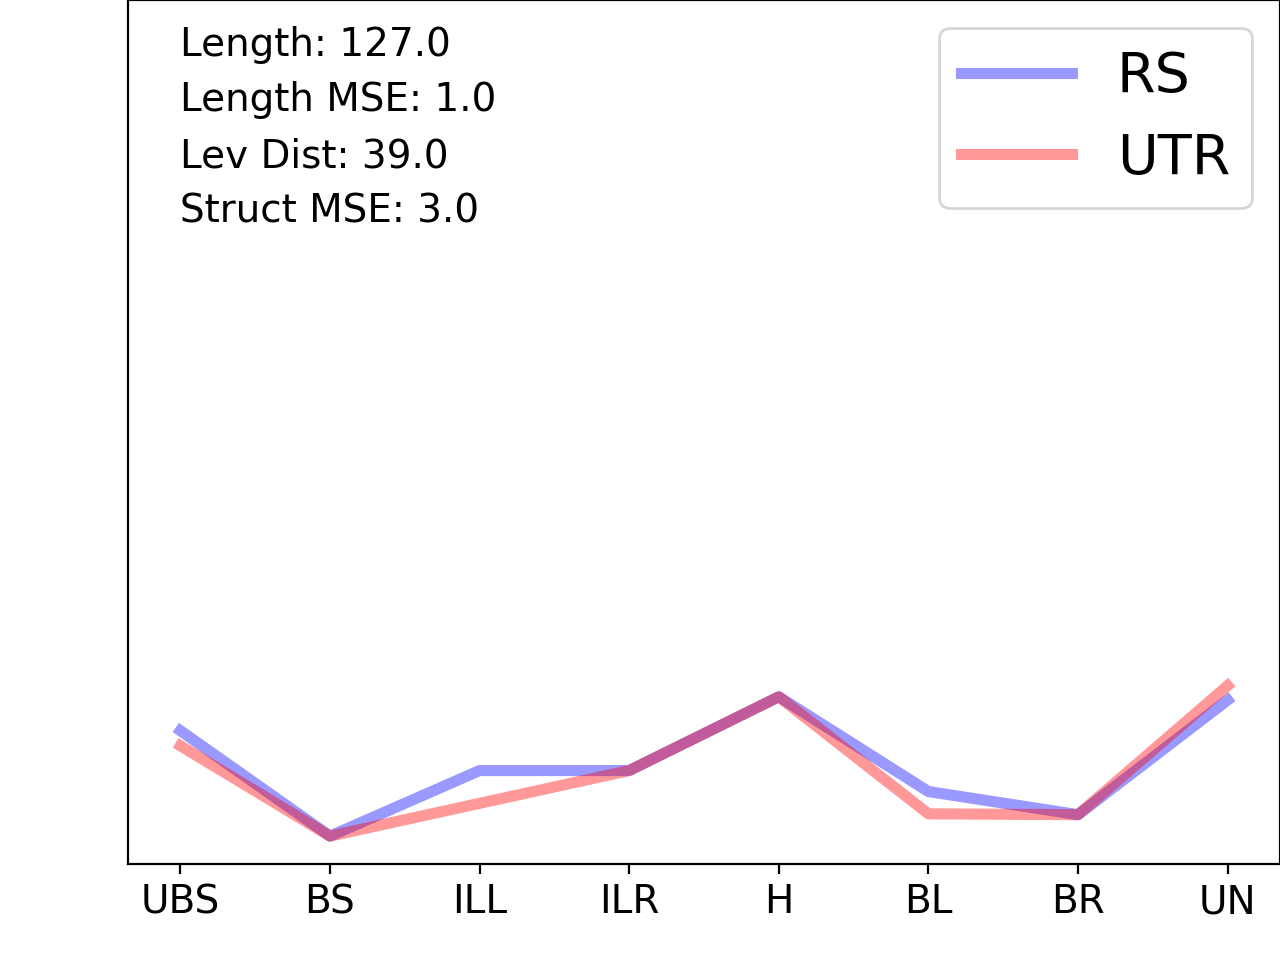 Length: 127.0
Length MSE: 1.0
Lev Dist: 39.0
Struct MSE: 3.0
RS
UTR
UBS BS ILL ILR H BL BR UN